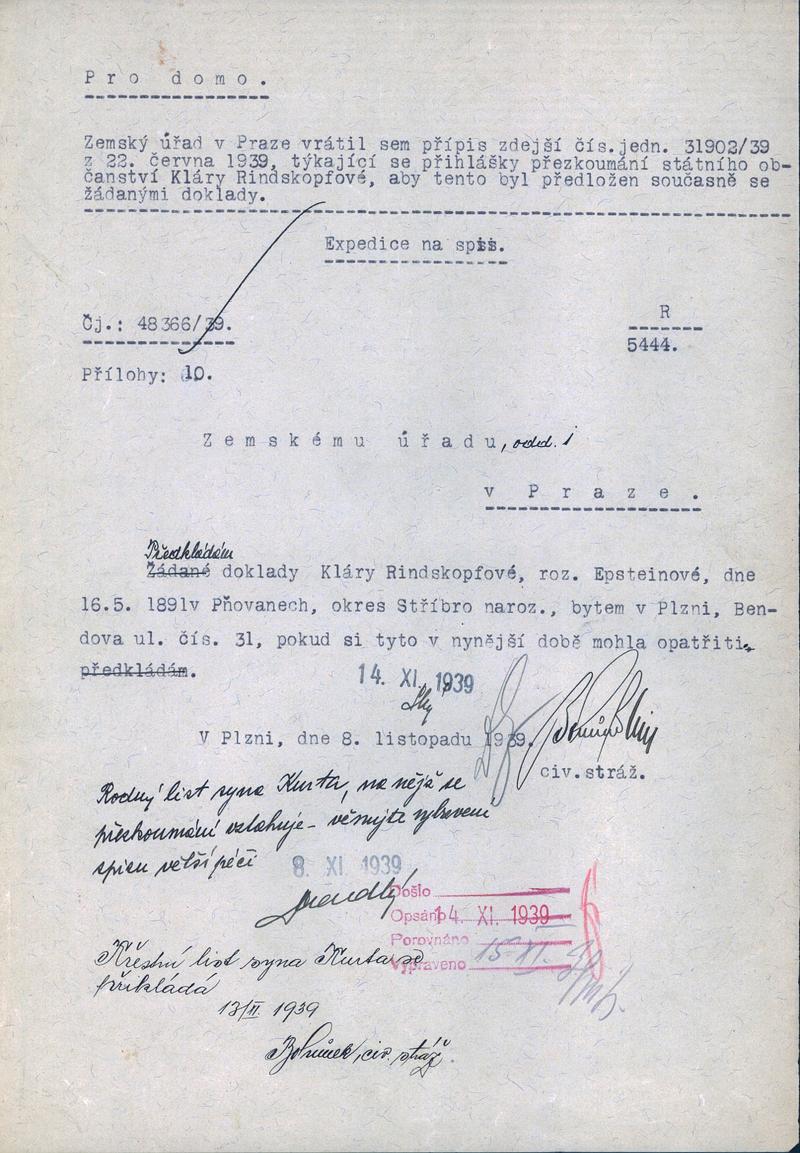 Pro domo.
Zemský úřad v Praze vrátil sem přípis zdejší čís.jedn. 31902/39
z 22. června 1939, týkající se přihlášky přezkoumání státního ob-
čanství Kláry Rindskopfové, aby tento byl předložen současně se
žádanými doklady.
Expedice na spis.
Čj.: 48366/39.
R
5444.
Přílohy: 10.
Zemskému úřadu, odd. 1
v Praze.
Předkládám
Žádané doklady Kláry Rindskopfové, roz. Epsteinové, dne
16.5. 1891v Pňovanech, okres Stříbro naroz., bytem v Plzni, Ben-
dova ul. čís. 31, pokud si tyto v nynější době mohla opatřiti.
předkládám.
14. XI. 1939
V Plzni, dne 8. listopadu 1939.
civ.stráž.
Rodný list syna Kurta, na nějž se
přezkoumání vztahuje - věnujte vybavení
spisu větší péči
8. XI. 1939
Došlo
Opsáno 14. XI. 1939
Porovnáno
Vypraveno 15. XI.
Křestní list syna Kurta se
přikládá
13/II 1939
civ. stráž.